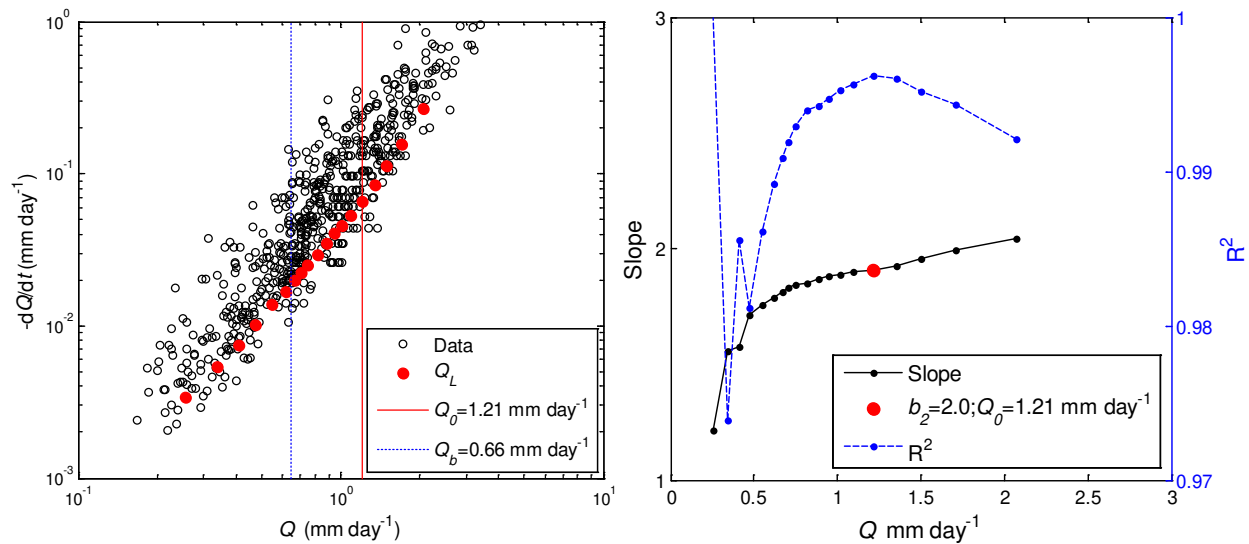 10^0
10^-1
10^-2
10^-3
-dQ/dt (mm day^-1)
Data
Q_L
Q_0=1.21 mm day^-1
Q_b=0.66 mm day^-1
10^-1
10^0
10^1
Q (mm day^-1)
3
2
1
Slope
1
0.99
0.98
0.97
R^2
Slope
b_2=2.0;Q_0=1.21 mm day^-1
R^2
0
0.5
1
1.5
2
2.5
3
Q mm day^-1